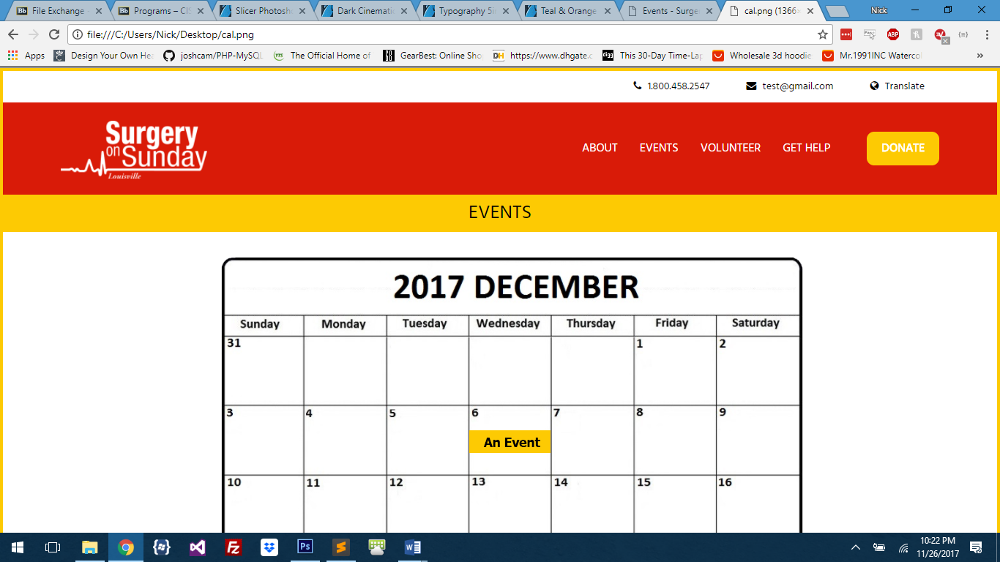 File Exchange -
Programs – CIS
Slicer Photosh
Dark Cinemati
Typography 5in
Teal & Orange
Events - Surge
cal.png (1366x
Nick
file:///C:/Users/Nick/Desktop/cal.png
Apps
Design Your Own Hea
joshcam/PHP-MySQL
The Official Home of
GearBest: Online Sho
https://www.dhgate.c
This 30-Day Time-Lap
Wholesale 3d hoodie
Mr.1991INC Waterco
»
1.800.458.2547
test@gmail.com
Translate
Surgery
on Sunday
Louisville
ABOUT
EVENTS
VOLUNTEER
GET HELP
DONATE
EVENTS
2017 DECEMBER
Sunday Monday Tuesday Wednesday Thursday Friday Saturday
31 1 2
3 4 5 6 7 8 9
An Event
10 11 12 13 14 15 16
10:22 PM
11/26/2017